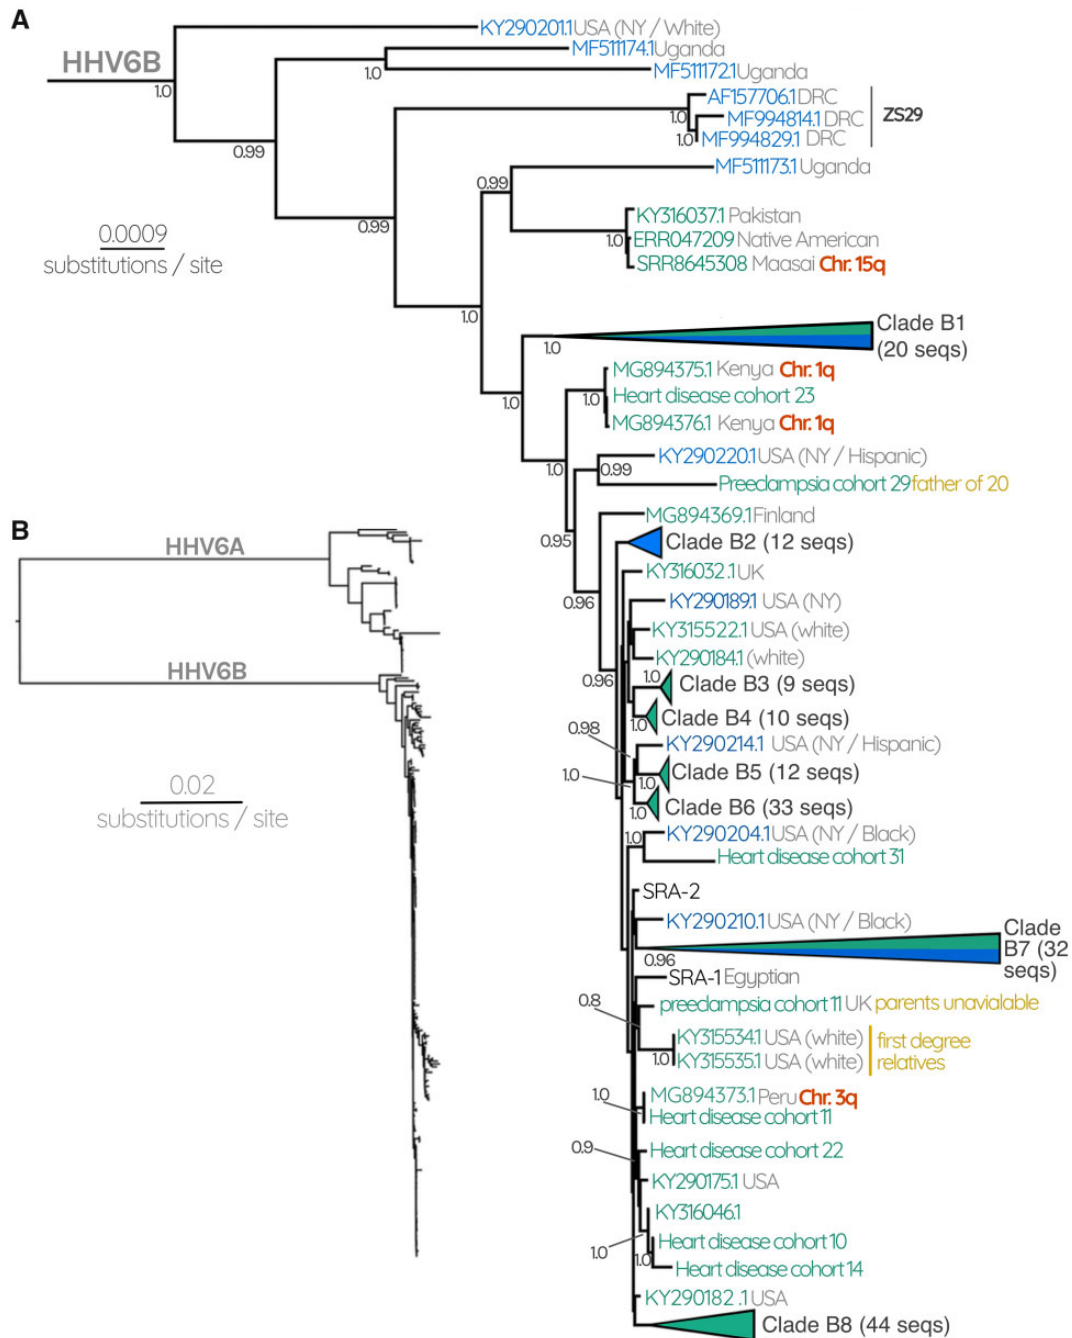 A
HHV6B
1.0
KY290201.1 USA (NY / White)
MF511174.1 Uganda
1.0
MF511172.1 Uganda
AF157706.1 DRC
1.0
MF994814.1 DRC
ZS29
1.0
MF994829.1 DRC
0.99
MF511173.1 Uganda
0.99
0.99
KY316037.1 Pakistan
1.0
ERR047209 Native American
SRR8645308 Maasai Chr. 15q
0.0009
substitutions / site
1.0
Clade B1
(20 seqs)
1.0
MG894375.1 Kenya Chr. 1q
1.0
Heart disease cohort 23
1.0
MG894376.1 Kenya Chr. 1q
1.0
KY290220.1 USA (NY / Hispanic)
0.99
Preeclampsia cohort 29 father of 20
MG894369.1 Finland
0.95
Clade B2 (12 seqs)
KY316032.1 UK
0.96
KY290189.1 USA (NY)
KY315522.1 USA (white)
KY290184.1 (white)
0.96
1.0
Clade B3 (9 seqs)
1.0
Clade B4 (10 seqs)
0.98
KY290214.1 USA (NY / Hispanic)
1.0
1.0
Clade B5 (12 seqs)
1.0
Clade B6 (33 seqs)
1.0
KY290204.1 USA (NY / Black)
Heart disease cohort 31
SRA-2
KY290210.1 USA (NY / Black)
0.96
Clade
B7 (32
seqs)
SRA-1 Egyptian
0.8
preeclampsia cohort 11 UK parents unavialable
KY315534.1 USA (white)
1.0
KY315535.1 USA (white)
first degree
relatives
1.0
MG894373.1 Peru Chr. 3q
Heart disease cohort 11
0.9
Heart disease cohort 22
KY290175.1 USA
KY316046.1
1.0
1.0
Heart disease cohort 10
Heart disease cohort 14
KY290182 .1 USA
Clade B8 (44 seqs)
B
HHV6A
HHV6B
0.02
substitutions / site